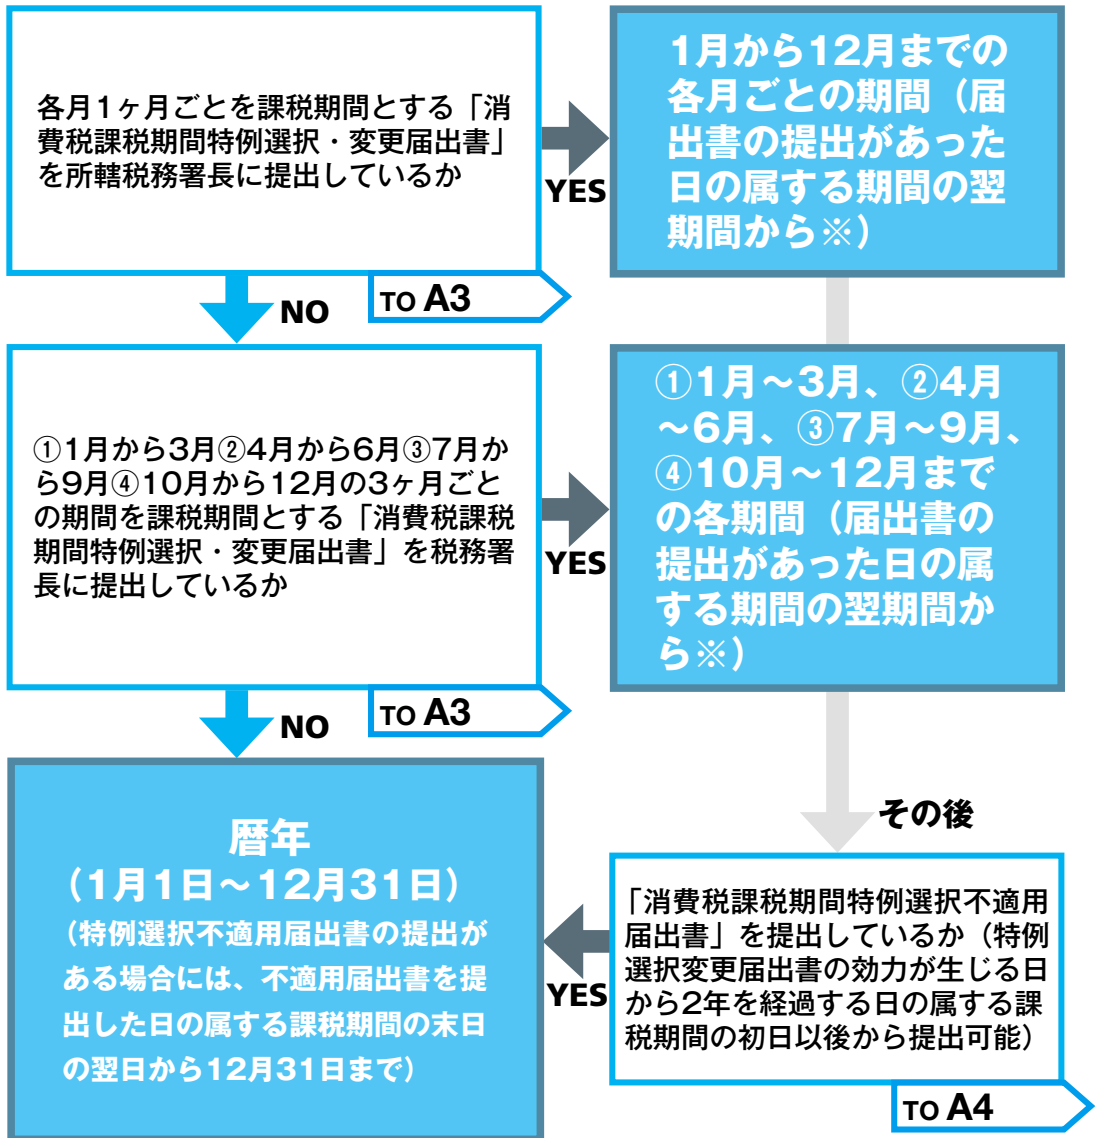 各月1ヶ月ごとを課税期間とする「消
費税課税期間特例選択・変更届出書」
を所轄税務署長に提出しているか
YES
1月から12月までの
各月ごとの期間（届
出書の提出があった
日の属する期間の翌
期間から※）
NO
TO A3
①1月から3月②4月から6月③7月か
ら9月④10月から12月の3ヶ月ごと
の期間を課税期間とする「消費税課税
期間特例選択・変更届出書」を税務署
長に提出しているか
YES
①1月～3月、②4月
～6月、③7月～9月、
④10月～12月まで
の各期間（届出書の
提出があった日の属
する期間の翌期間か
ら※）
NO
TO A3
その後
暦年
（1月1日～12月31日）
（特例選択不適用届出書の提出が
ある場合には、不適用届出書を提
出した日の属する課税期間の末日
の翌日から12月31日まで）
YES
「消費税課税期間特例選択不適用
届出書」を提出しているか（特例
選択変更届出書の効力が生じる日
から2年を経過する日の属する課
税期間の初日以後から提出可能）
TO A4